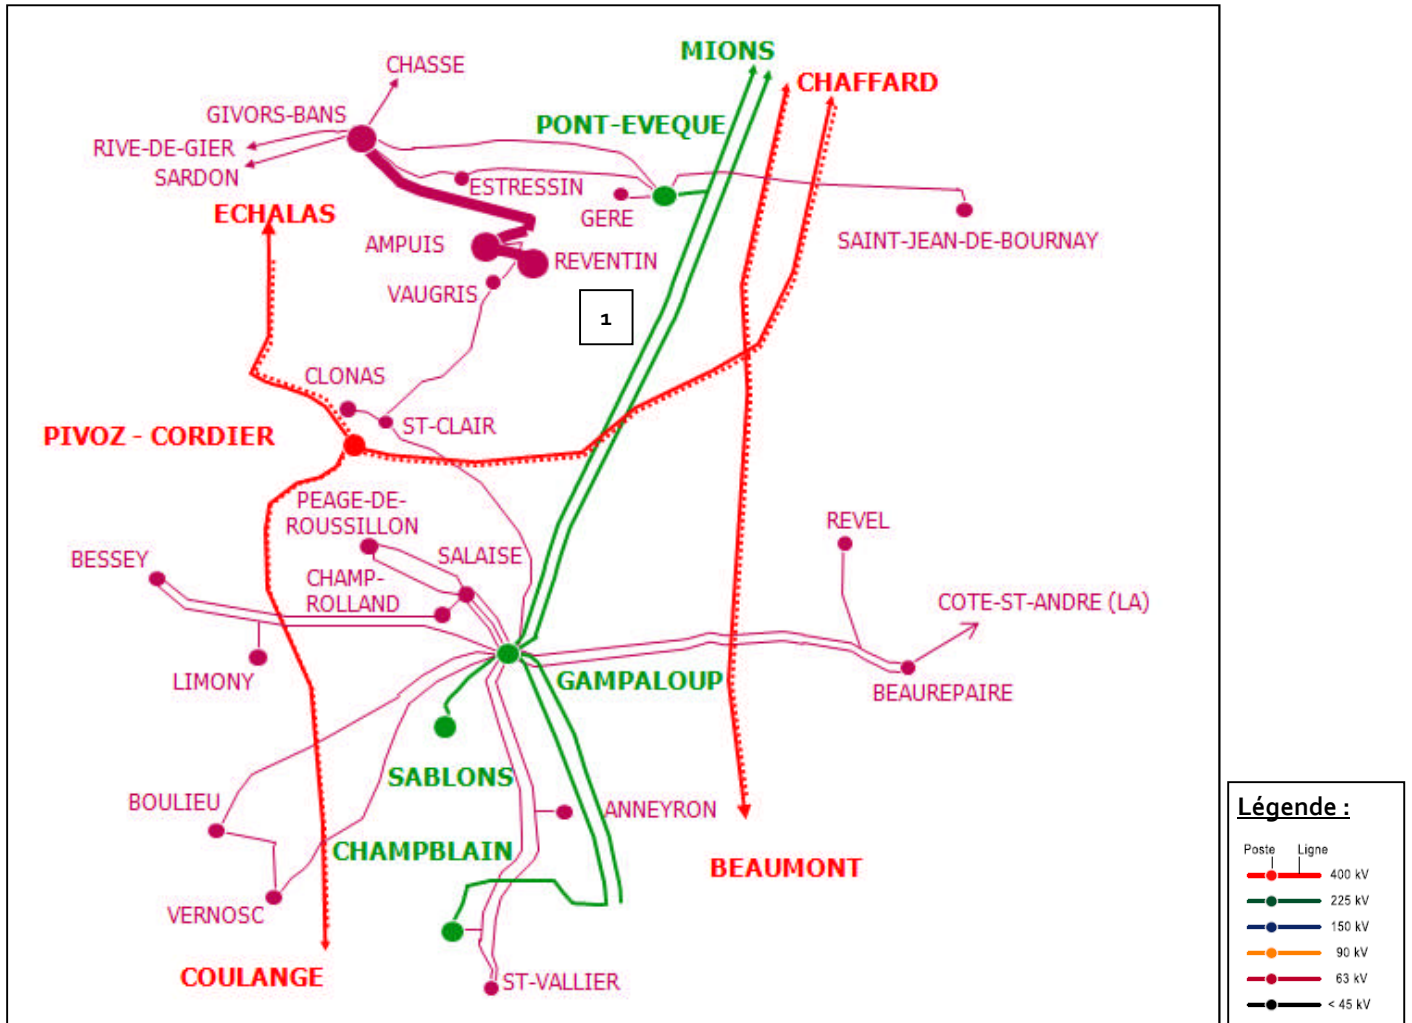 MIONS
CHASSE
CHAFFARD
GIVORS-BANS
PONT-EVEQUE
RIVE-DE-GIER
SARDON
ESTRESSIN
ECHALAS
GERE
AMPUIS
SAINT-JEAN-DE-BOURNAY
REVENTIN
VAUGRIS
1
CLONAS
ST-CLAIR
PIVOZ - CORDIER
PEAGE-DE-
ROUSSILLON
REVEL
BESSEY
SALAISE
CHAMP-
ROLLAND
COTE-ST-ANDRE (LA)
LIMONY
GAMPALOUP
BEAUREPAIRE
SABLONS
BOULIEU
ANNEYRON
CHAMPBLAIN
BEAUMONT
VERNOSC
COULANGE
ST-VALLIER
Légende :
Poste Ligne
400 kV
225 kV
150 kV
90 kV
63 kV
< 45 kV